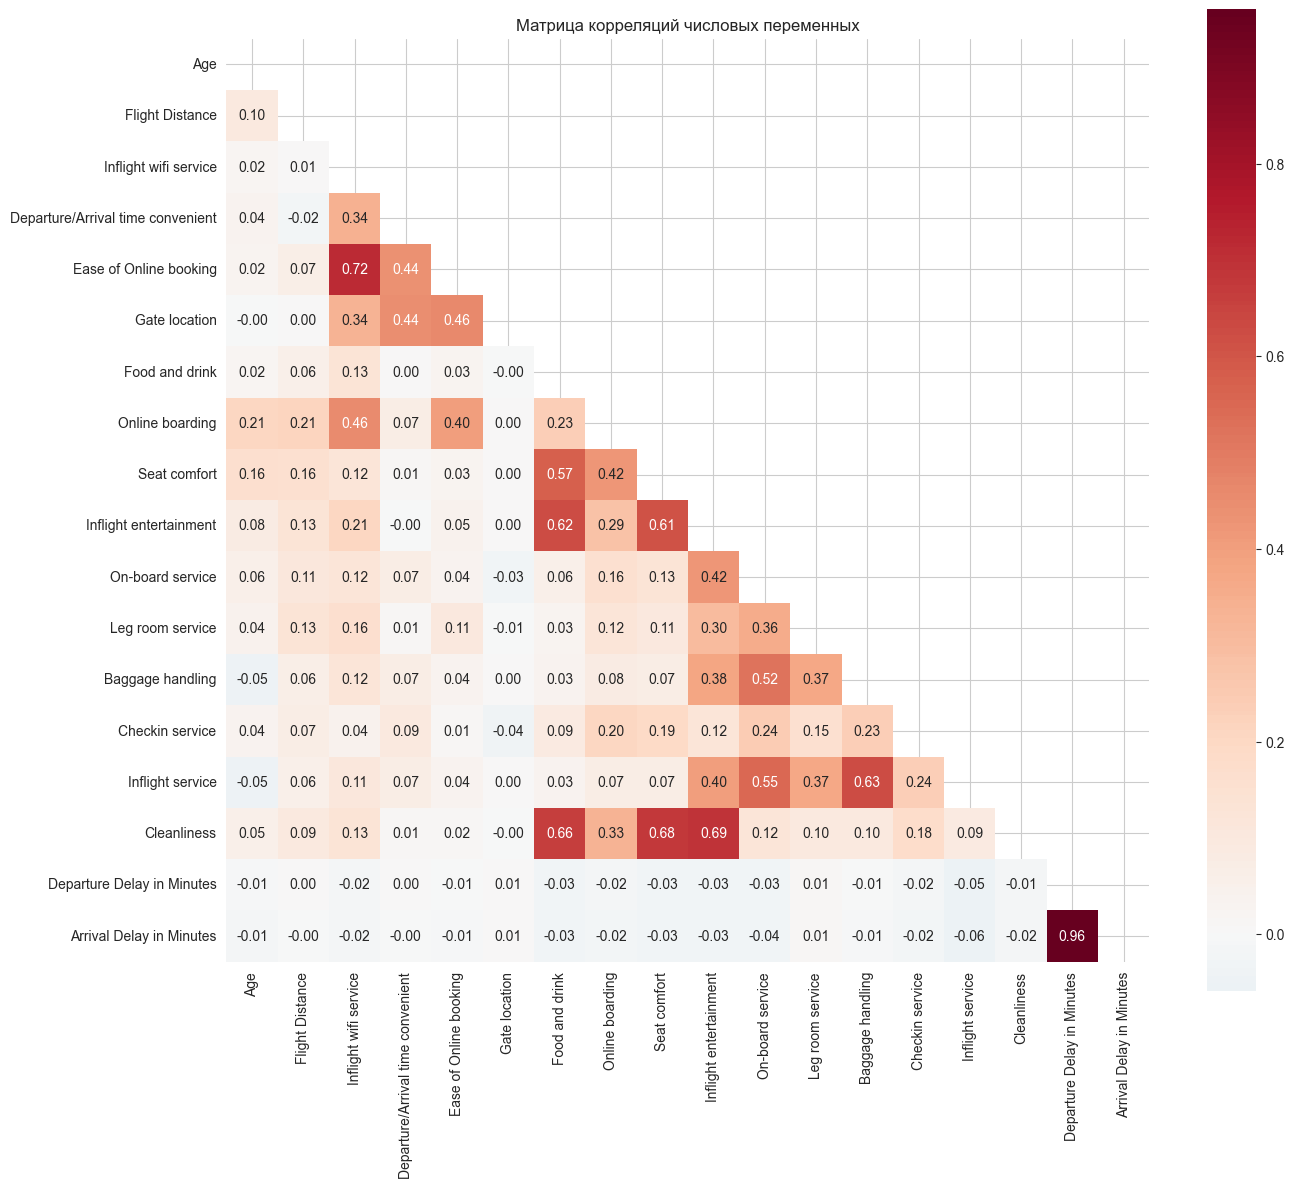 Матрица корреляций числовых переменных
Age
Flight Distance
0.10
Inflight wifi service
0.02 0.01
Departure/Arrival time convenient
0.04 -0.02 0.34
Ease of Online booking
0.02 0.07 0.72 0.44
Gate location
-0.00 0.00 0.34 0.44 0.46
Food and drink
0.02 0.06 0.13 0.00 0.03 -0.00
Online boarding
0.21 0.21 0.46 0.07 0.40 0.00 0.23
Seat comfort
0.16 0.16 0.12 0.01 0.03 0.00 0.57 0.42
Inflight entertainment
0.08 0.13 0.21 -0.00 0.05 0.00 0.62 0.29 0.61
On-board service
0.06 0.11 0.12 0.07 0.04 -0.03 0.06 0.16 0.13 0.42
Leg room service
0.04 0.13 0.16 0.01 0.11 -0.01 0.03 0.12 0.11 0.30 0.36
Baggage handling
-0.05 0.06 0.12 0.07 0.04 0.00 0.03 0.08 0.07 0.38 0.52 0.37
Checkin service
0.04 0.07 0.04 0.09 0.01 -0.04 0.09 0.20 0.19 0.12 0.24 0.15 0.23
Inflight service
-0.05 0.06 0.11 0.07 0.04 0.00 0.03 0.07 0.07 0.40 0.55 0.37 0.63 0.24
Cleanliness
0.05 0.09 0.13 0.01 0.02 -0.00 0.66 0.33 0.68 0.69 0.12 0.10 0.10 0.18 0.09
Departure Delay in Minutes
-0.01 0.00 -0.02 0.00 -0.01 0.01 -0.03 -0.02 -0.03 -0.03 -0.03 0.01 -0.01 -0.02 -0.05 -0.01
Arrival Delay in Minutes
-0.01 -0.00 -0.02 -0.00 -0.01 0.01 -0.03 -0.02 -0.03 -0.03 -0.04 0.01 -0.01 -0.02 -0.06 -0.02 0.96
Age
Flight Distance
Inflight wifi service
Departure/Arrival time convenient
Ease of Online booking
Gate location
Food and drink
Online boarding
Seat comfort
Inflight entertainment
On-board service
Leg room service
Baggage handling
Checkin service
Inflight service
Cleanliness
Departure Delay in Minutes
Arrival Delay in Minutes
0.8
0.6
0.4
0.2
0.0